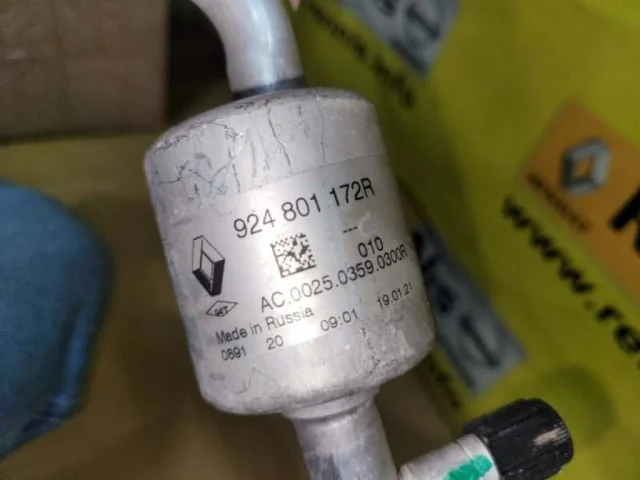 924 801 172R
---
010
AC.0025.0359.0300R
Made in Russia
0891 20 09:01 19.01.21